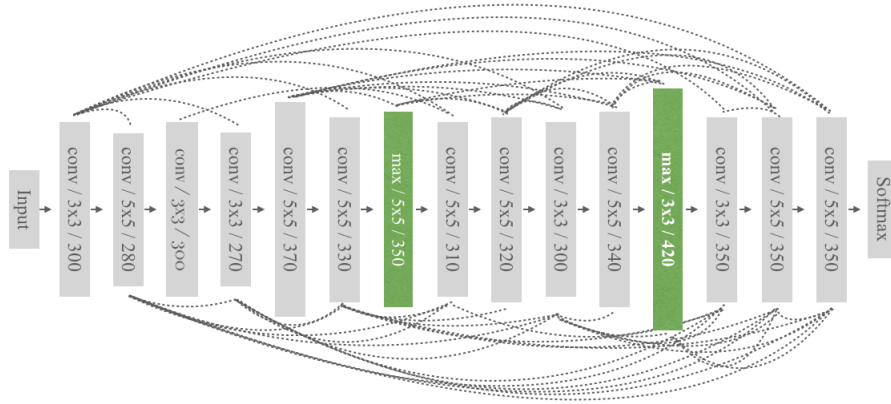 Input
conv / 3x3 / 300
conv / 5x5 / 280
conv / 3x3 / 300
conv / 3x3 / 270
conv / 5x5 / 370
conv / 5x5 / 330
max / 5x5 / 350
conv / 5x5 / 310
conv / 5x5 / 320
conv / 3x3 / 300
conv / 5x5 / 340
max / 3x3 / 420
conv / 3x3 / 350
conv / 5x5 / 350
conv / 5x5 / 350
Softmax